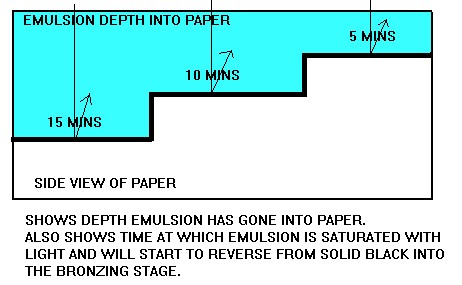 EMULSION DEPTH INTO PAPER
5 MINS
10 MINS
15 MINS
SIDE VIEW OF PAPER
SHOWS DEPTH EMULSION HAS GONE INTO PAPER.
ALSO SHOWS TIME AT WHICH EMULSION IS SATURATED WITH
LIGHT AND WILL START TO REVERSE FROM SOLID BLACK INTO
THE BRONZING STAGE.